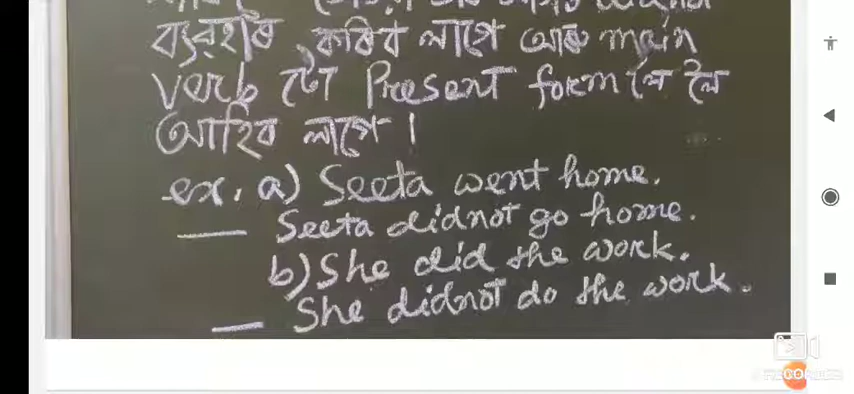 ব্যৱহাৰ কৰিব লাগে আৰু main
verb টো Present form লৈ লৈ
আহিব লাগে।
ex. a) Seeta went home.
— Seeta didnot go home.
b) She did the work.
— She didnot do the work.